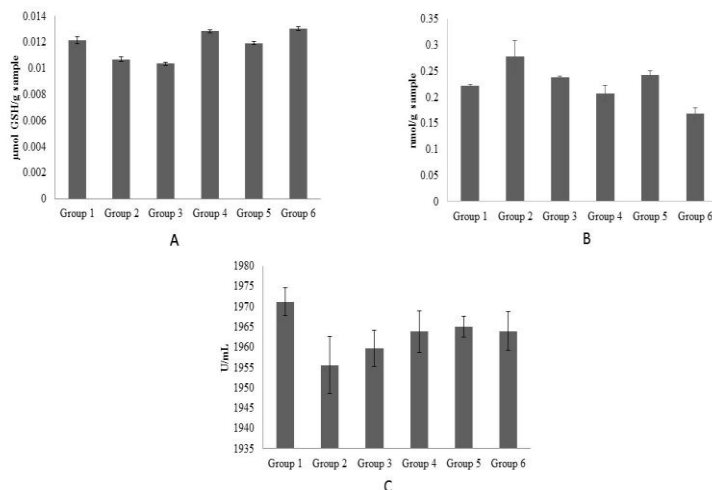 0.014
0.012
0.01
0.008
0.006
0.004
0.002
0
µmol GSH/g sample
Group 1 Group 2 Group 3 Group 4 Group 5 Group 6
A
0.35
0.3
0.25
0.2
0.15
0.1
0.05
0
nmol/g sample
Group 1 Group 2 Group 3 Group 4 Group 5 Group 6
B
1980
1975
1970
1965
1960
1955
1950
1945
1940
1935
U/mL
Group 1 Group 2 Group 3 Group 4 Group 5 Group 6
C